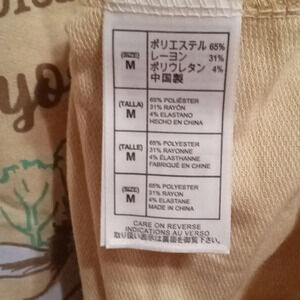 (SIZE) M
ポリエステル 65%
レーヨン 31%
ポリウレタン 4%
中国製
(TALLA) M
65% POLIÉSTER
31% RAYÓN
4% ELASTANO
HECHO EN CHINA
(TAILLE) M
65% POLYESTER
31% RAYONNE
4% ÉLASTHANNE
FABRIQUÉ EN CHINE
(SIZE) M
65% POLYESTER
31% RAYON
4% ELASTANE
MADE IN CHINA
CARE ON REVERSE
INDICATIONS AU VERSO
取り扱い表示は裏面を御覧下さい
yo